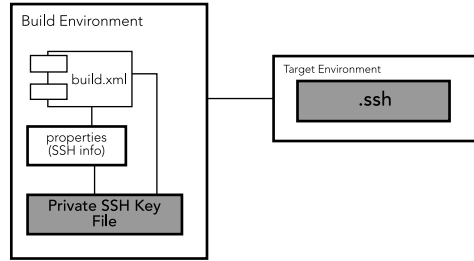 Build Environment
build.xml
properties
(SSH info)
Private SSH Key
File
Target Environment
.ssh